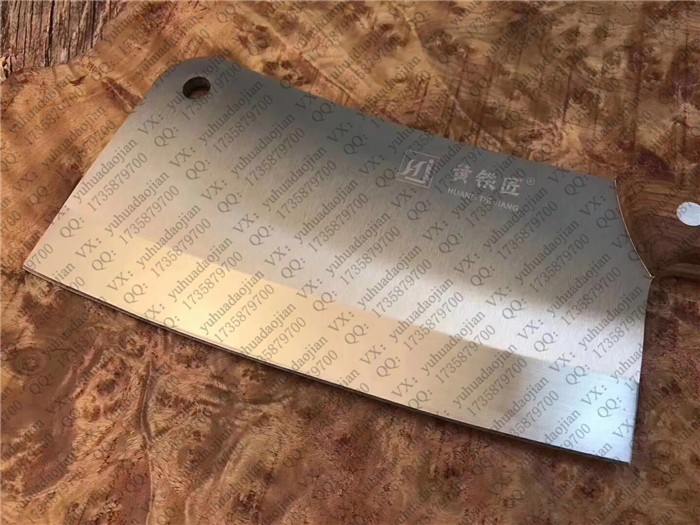 黄铁匠®
HUANG TIE JIANG
VX：yuhuadaojian
QQ：1735879700